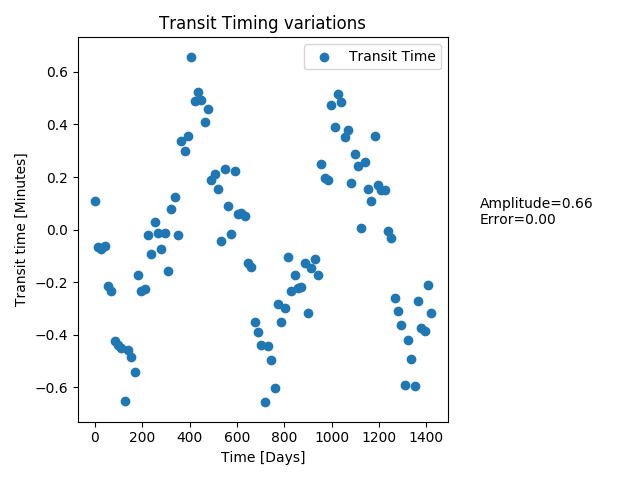 Transit Timing variations
Transit Time
0.6
0.4
0.2
0.0
−0.2
−0.4
−0.6
Transit time [Minutes]
Amplitude=0.66
Error=0.00
0 200 400 600 800 1000 1200 1400
Time [Days]